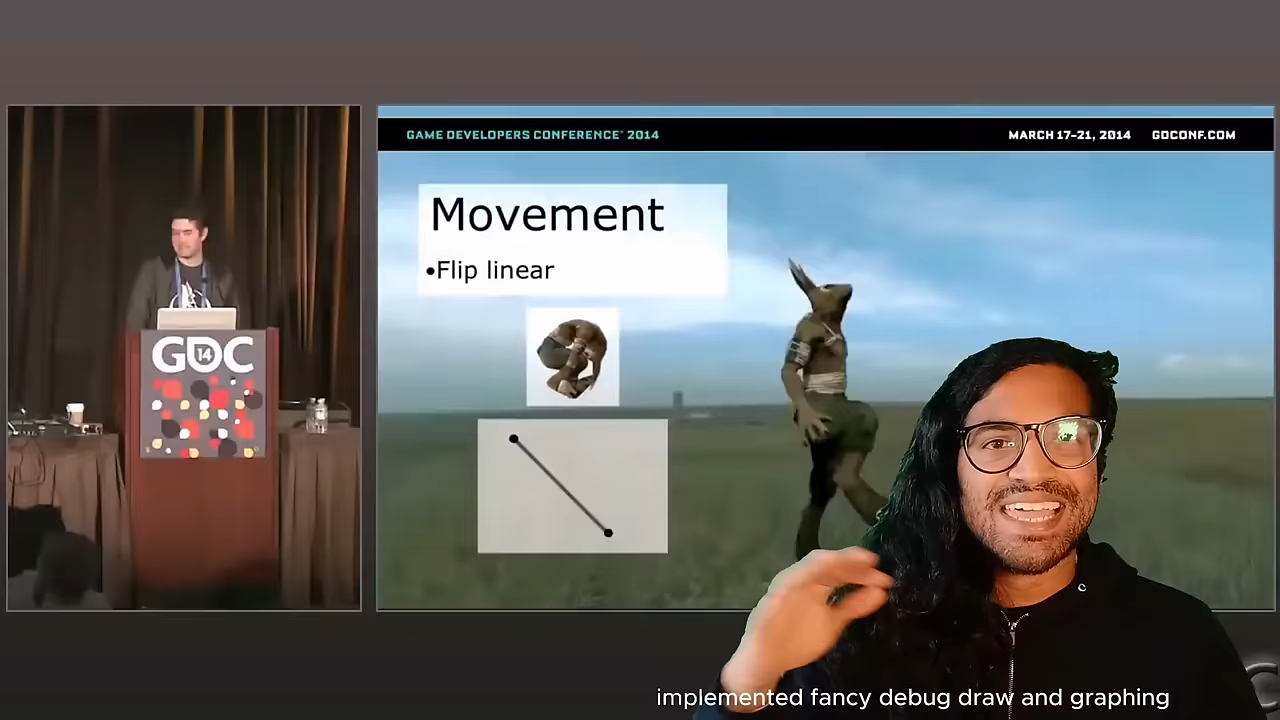 GAME DEVELOPERS CONFERENCE® 2014
MARCH 17-21, 2014 GDCONF.COM
Movement
•Flip linear
GDC
14
implemented fancy debug draw and graphing